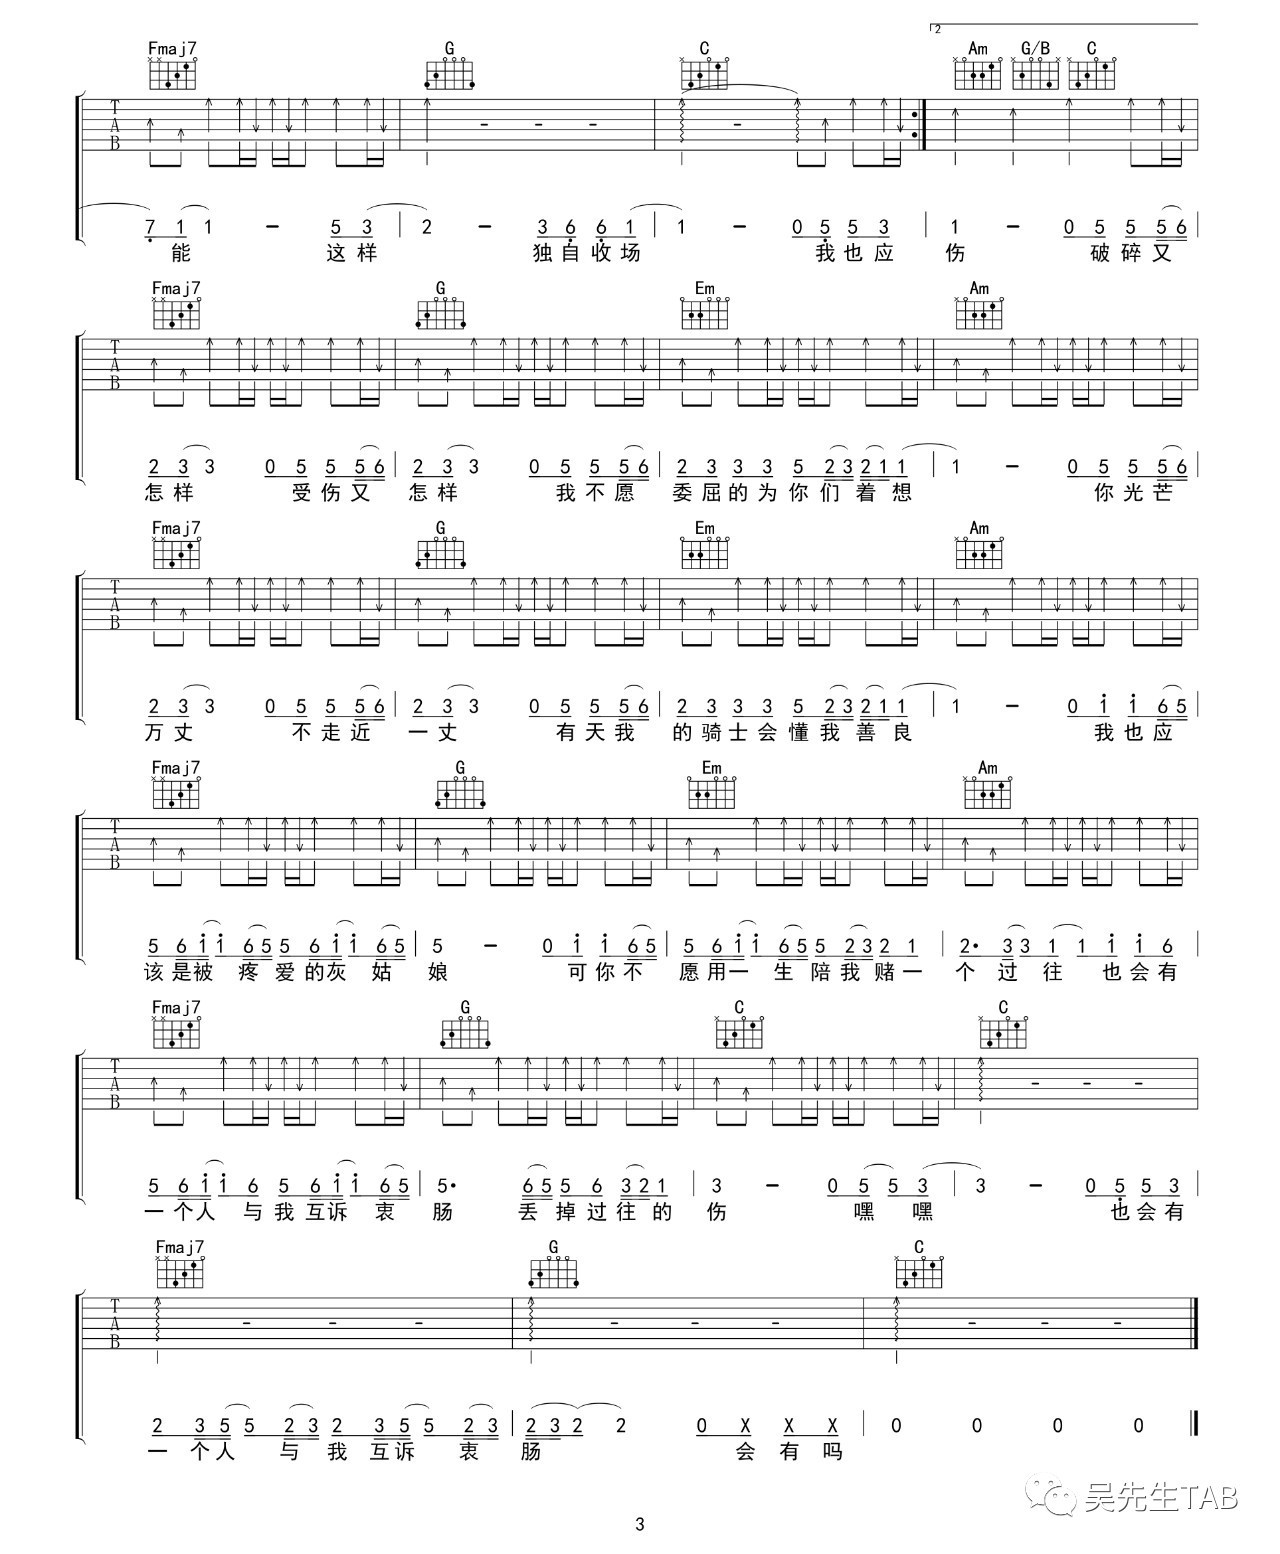 2
Fmaj7 G C Am G/B C
T
A
B
7 1 1 - 5 3 2 - 3 6 6 1 1 - 0 5 5 3 1 - 0 5 5 5 6
能 这样 独自收场 我也应 伤 破碎又
Fmaj7 G Em Am
T
A
B
2 3 3 0 5 5 5 6 2 3 3 0 5 5 5 6 2 3 3 3 5 2 3 2 1 1 1 - 0 5 5 5 6
怎样 受伤又 怎样 我不愿 委屈的为你们着想 你光芒
Fmaj7 G Em Am
T
A
B
2 3 3 0 5 5 5 6 2 3 3 0 5 5 5 6 2 3 3 3 5 2 3 2 1 1 1 - 0 1 1 6 5
万丈 不走近 一丈 有天我 的骑士会懂我善良 我也应
Fmaj7 G Em Am
T
A
B
5 6 1 1 6 5 5 6 1 1 6 5 5 - 0 1 1 6 5 5 6 1 1 6 5 5 2 3 2 1 2• 3 3 1 1 1 1 6
该是被 疼爱的灰姑 娘 可你不 愿用一生陪我赌一 个过往 也会有
Fmaj7 G C C
T
A
B
5 6 1 1 6 5 6 1 1 6 5 5• 6 5 5 6 3 2 1 3 - 0 5 5 3 3 - 0 5 5 3
一个人 与我互诉衷 肠 丢掉过往的 伤 嘿 嘿 也会有
Fmaj7 G C
T
A
B
2 3 5 5 2 3 2 3 5 5 2 3 2 3 2 2 0 X X X 0 0 0 0
一个人 与我互诉 衷 肠 会有吗
吴先生TAB
3